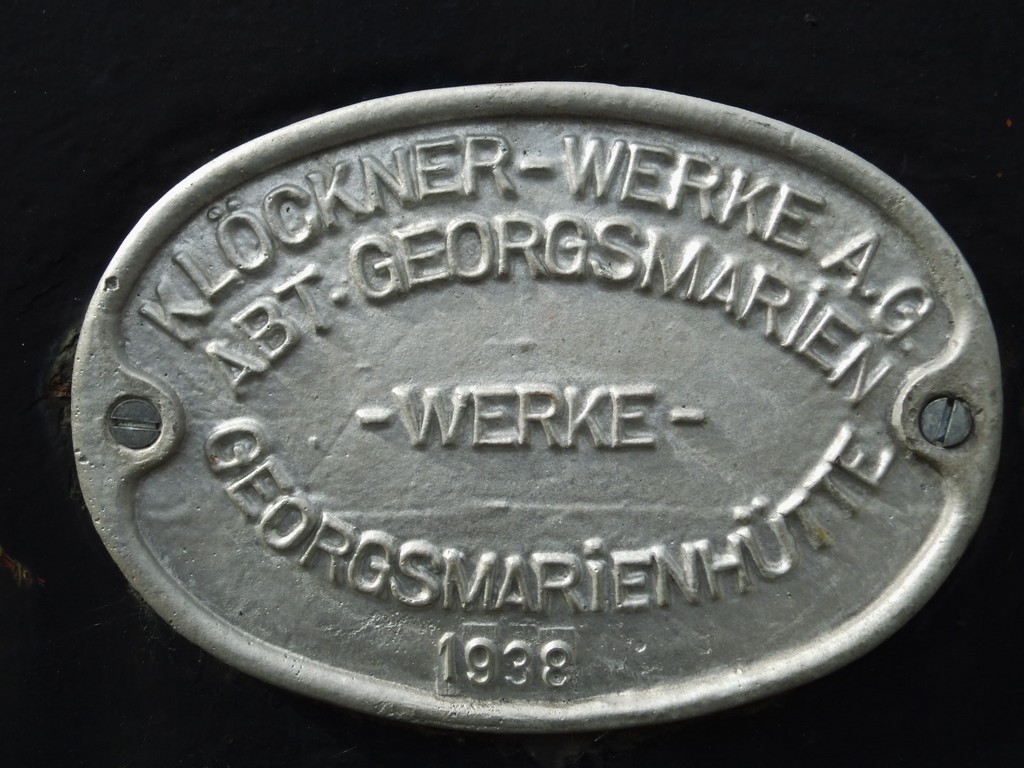 KLÖCKNER-WERKE A.G.
ABT. GEORGSMARIEN
-WERKE-
GEORGSMARIENHÜTTE
1938